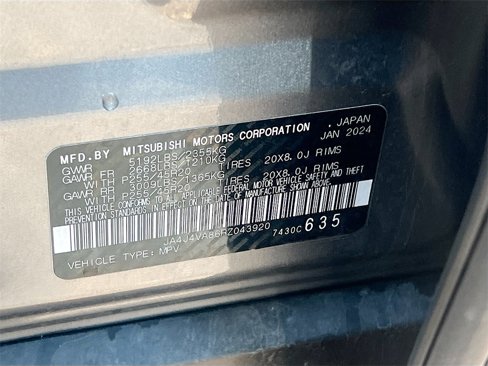 MFD.BY MITSUBISHI MOTORS CORPORATION , JAPAN
JAN 2024
GVWR 5192LBS/2355KG
GAWR FR 2668LBS/1210KG
WITH P255/45R20 TIRES 20X8.0J RIMS
GAWR RR 3009LBS/1365KG
WITH P255/45R20 TIRES 20X8.0J RIMS
THIS VEHICLE CONFORMS TO ALL APPLICABLE FEDERAL MOTOR VEHICLE SAFETY AND THEFT
PREVENTION STANDARDS IN EFFECT ON THE DATE OF MANUFACTURE SHOWN ABOVE.
JA4J4VA86RZ043920 7430C 635
VEHICLE TYPE: MPV